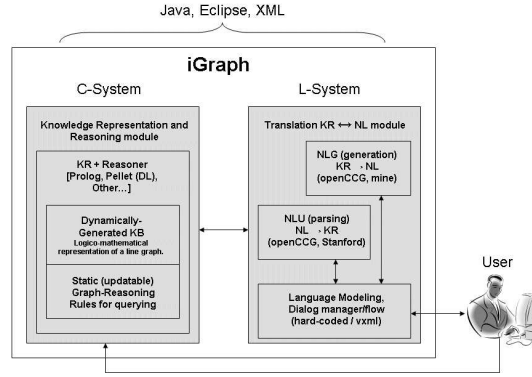 Java, Eclipse, XML
iGraph
C-System
L-System
Knowledge Representation and
Reasoning module
KR + Reasoner
[Prolog, Pellet (DL),
Other...]
Dynamically-
Generated KB
Logico-mathematical
representation of a line graph.
Static (updatable)
Graph-Reasoning
Rules for querying
Translation KR ↔ NL module
NLG (generation)
KR → NL
(openCCG, mine)
NLU (parsing)
NL → KR
(openCCG, Stanford)
Language Modeling,
Dialog manager/flow
(hard-coded / vxml)
User